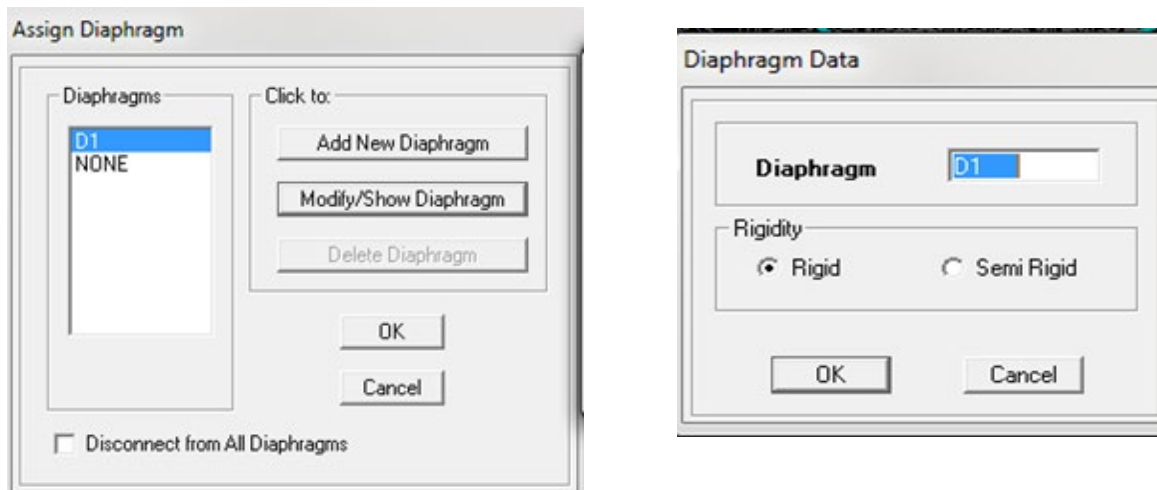 Assign Diaphragm
Diaphragms
D1
NONE
Click to:
Add New Diaphragm
Modify/Show Diaphragm
Delete Diaphragm
OK
Cancel
Disconnect from All Diaphragms
Diaphragm Data
Diaphragm D1
Rigidity
Rigid Semi Rigid
OK Cancel